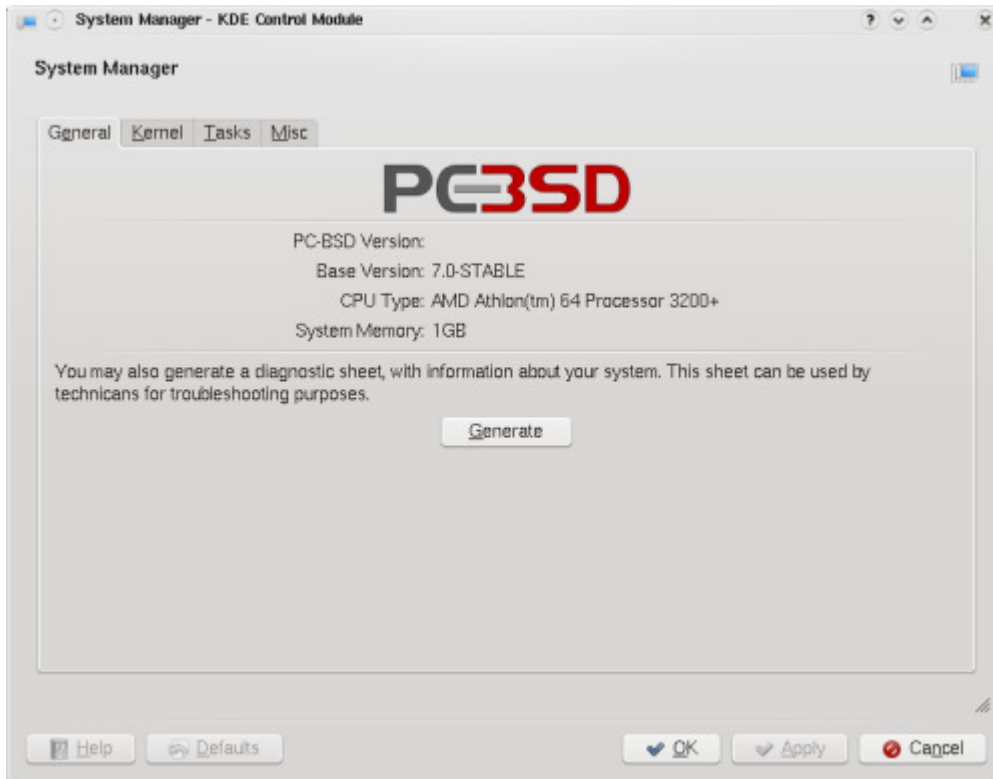 System Manager - KDE Control Module
System Manager
General Kernel Tasks Misc
PC-BSD
PC-BSD Version:
Base Version: 7.0-STABLE
CPU Type: AMD Athlon(tm) 64 Processor 3200+
System Memory: 1GB
You may also generate a diagnostic sheet, with information about your system. This sheet can be used by
technicans for troubleshooting purposes.
Generate
Help Defaults OK Apply Cancel